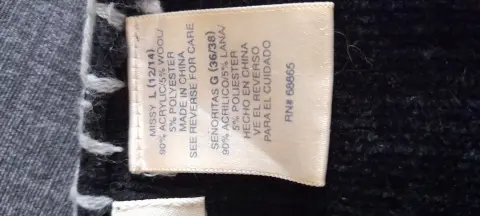 MISSY L (12/14)
90% ACRYLIC/5% WOOL/
5% POLYESTER
MADE IN CHINA
SEE REVERSE FOR CARE
SEÑORITAS G (36/38)
90% ACRILICO/5% LANA/
5% POLIESTER
HECHO EN CHINA
VE EL REVERSO
PARA EL CUIDADO
RN# 68665